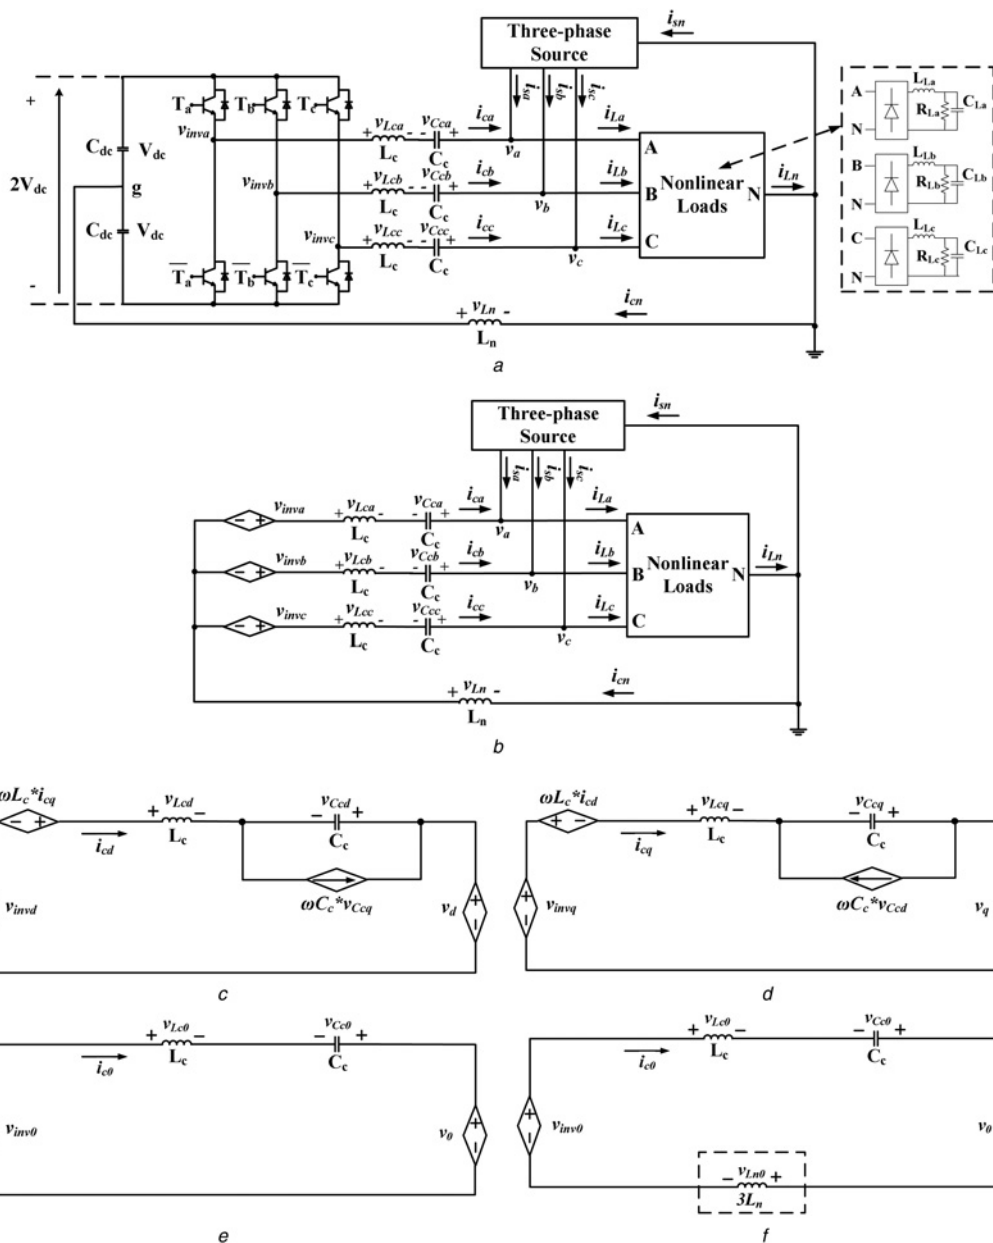 Three-phase
Source
i_sn
i_sa
i_sb
i_sc
+
2V_dc
-
C_dc
V_dc
g
C_dc
V_dc
T_a
T_b
T_c
v_inva
v_invb
v_invc
T̅_a
T̅_b
T̅_c
+ v_Lca - - v_Cca +
L_c
C_c
i_ca
v_a
i_La
+ v_Lcb - - v_Ccb +
L_c
C_c
i_cb
v_b
i_Lb
+ v_Lcc - - v_Ccc +
L_c
C_c
i_cc
v_c
i_Lc
A
B
C
Nonlinear
Loads
N
i_Ln
A
N
L_La
R_La
C_La
B
N
L_Lb
R_Lb
C_Lb
C
N
L_Lc
R_Lc
C_Lc
+ v_Ln -
L_n
i_cn
a
Three-phase
Source
i_sn
i_sa
i_sb
i_sc
- + v_inva
+ v_Lca - - v_Cca +
L_c
C_c
i_ca
v_a
i_La
- + v_invb
+ v_Lcb - - v_Ccb +
L_c
C_c
i_cb
v_b
i_Lb
- + v_invc
+ v_Lcc - - v_Ccc +
L_c
C_c
i_cc
v_c
i_Lc
A
B
C
Nonlinear
Loads
N
i_Ln
+ v_Ln -
L_n
i_cn
b
ωL_c*i_cq
- +
i_cd
+ v_Lcd -
L_c
- v_Ccd +
C_c
ωC_c*v_Ccq
v_invd
v_d
+
-
c
ωL_c*i_cd
+ -
i_cq
+ v_Lcq -
L_c
- v_Ccq +
C_c
ωC_c*v_Ccd
+
-
v_invq
v_q
d
i_c0
+ v_Lc0 -
L_c
- v_Cc0 +
C_c
v_inv0
v_0
+
-
e
i_c0
+ v_Lc0 -
L_c
- v_Cc0 +
C_c
+
-
v_inv0
v_0
- v_Ln0 +
3L_n
f